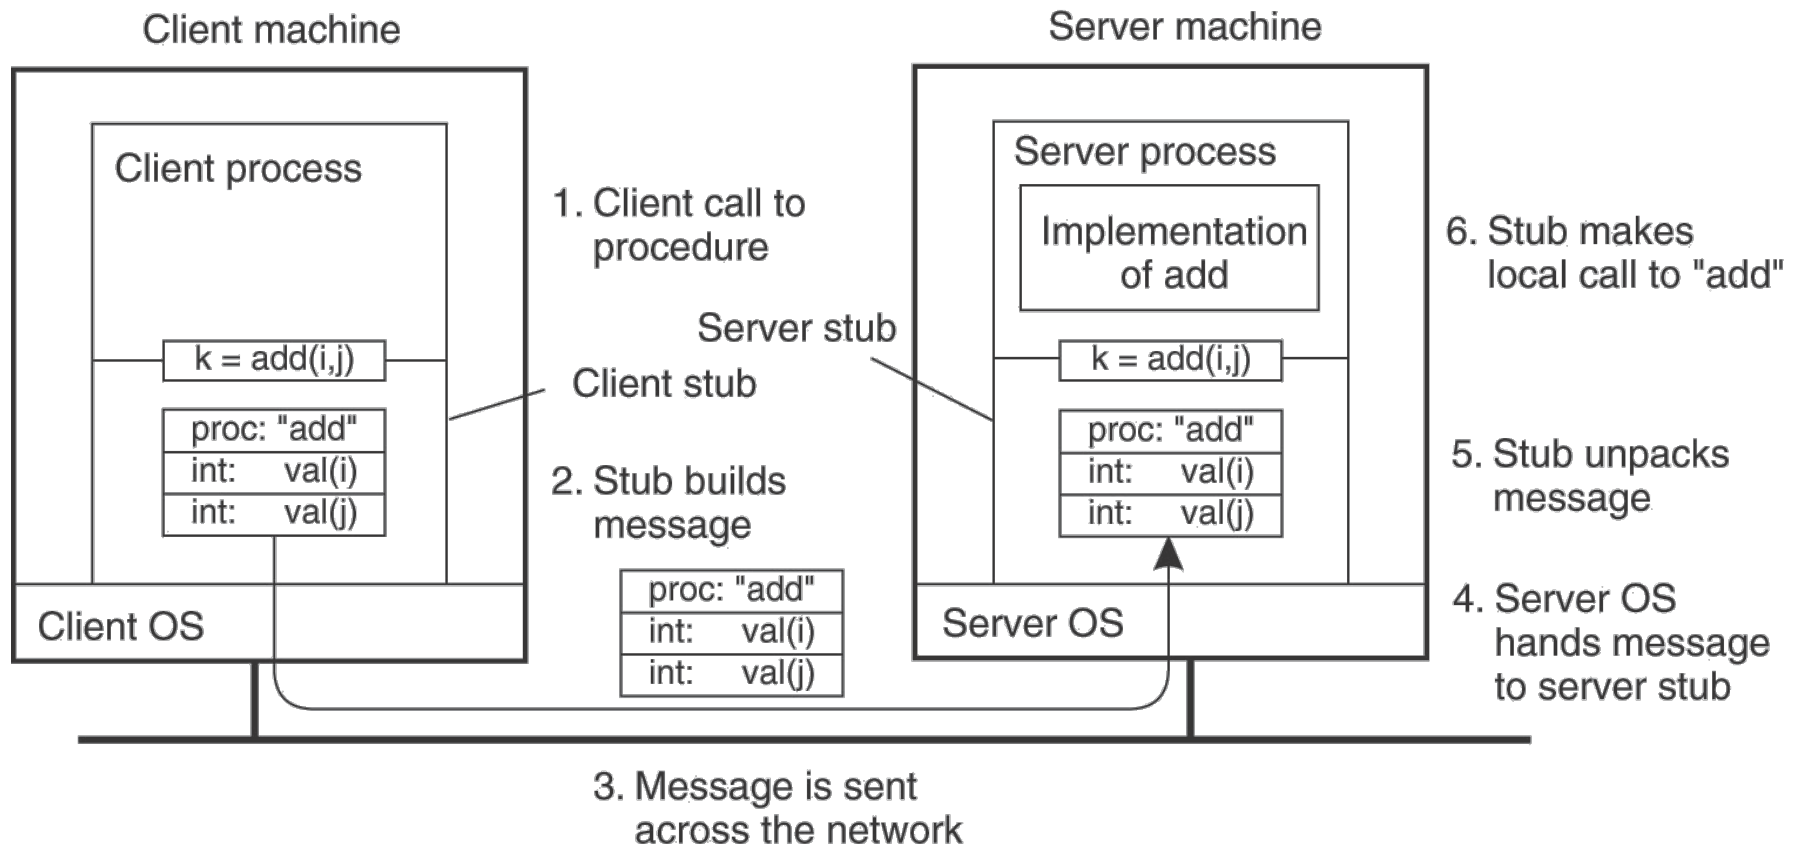 Client machine
Server machine
Client process
1. Client call to
procedure
k = add(i,j)
Client stub
proc: "add"
int: val(i)
int: val(j)
2. Stub builds
message
proc: "add"
int: val(i)
int: val(j)
Client OS
3. Message is sent
across the network
Server process
Implementation
of add
Server stub
k = add(i,j)
proc: "add"
int: val(i)
int: val(j)
Server OS
6. Stub makes
local call to "add"
5. Stub unpacks
message
4. Server OS
hands message
to server stub